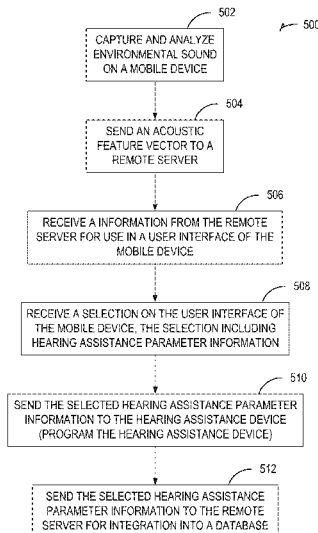 500
502
CAPTURE AND ANALYZE
ENVIRONMENTAL SOUND
ON A MOBILE DEVICE
504
SEND AN ACOUSTIC
FEATURE VECTOR TO A
REMOTE SERVER
506
RECEIVE A INFORMATION FROM THE REMOTE
SERVER FOR USE IN A USER INTERFACE OF THE
MOBILE DEVICE
508
RECEIVE A SELECTION ON THE USER INTERFACE OF
THE MOBILE DEVICE, THE SELECTION INCLUDING
HEARING ASSISTANCE PARAMETER INFORMATION
510
SEND THE SELECTED HEARING ASSISTANCE PARAMETER
INFORMATION TO THE HEARING ASSISTANCE DEVICE
(PROGRAM THE HEARING ASSISTANCE DEVICE)
512
SEND THE SELECTED HEARING ASSISTANCE
PARAMETER INFORMATION TO THE REMOTE
SERVER FOR INTEGRATION INTO A DATABASE